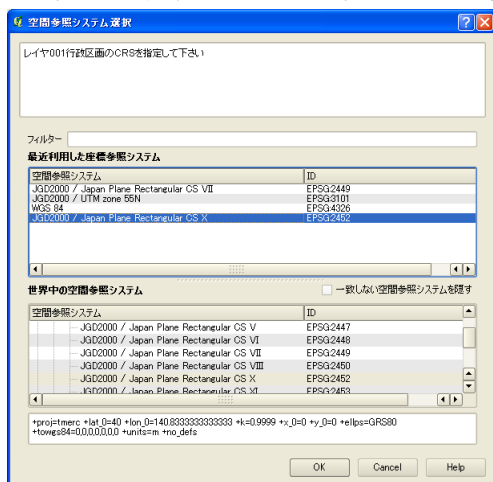 空間参照システム選択
レイヤ001行政区画のCRSを指定して下さい
フィルター
最近利用した座標参照システム
空間参照システム ID
JGD2000 / Japan Plane Rectangular CS VII EPSG:2449
JGD2000 / UTM zone 55N EPSG:3101
WGS 84 EPSG:4326
JGD2000 / Japan Plane Rectangular CS X EPSG:2452
世界中の空間参照システム 一致しない空間参照システムを隠す
空間参照システム ID
JGD2000 / Japan Plane Rectangular CS V EPSG:2447
JGD2000 / Japan Plane Rectangular CS VI EPSG:2448
JGD2000 / Japan Plane Rectangular CS VII EPSG:2449
JGD2000 / Japan Plane Rectangular CS VIII EPSG:2450
JGD2000 / Japan Plane Rectangular CS X EPSG:2452
JGD2000 / Japan Plane Rectangular CS XI EPSG:2453
+proj=tmerc +lat_0=40 +lon_0=140.8333333333333 +k=0.9999 +x_0=0 +y_0=0 +ellps=GRS80
+towgs84=0,0,0,0,0,0,0 +units=m +no_defs
OK Cancel Help